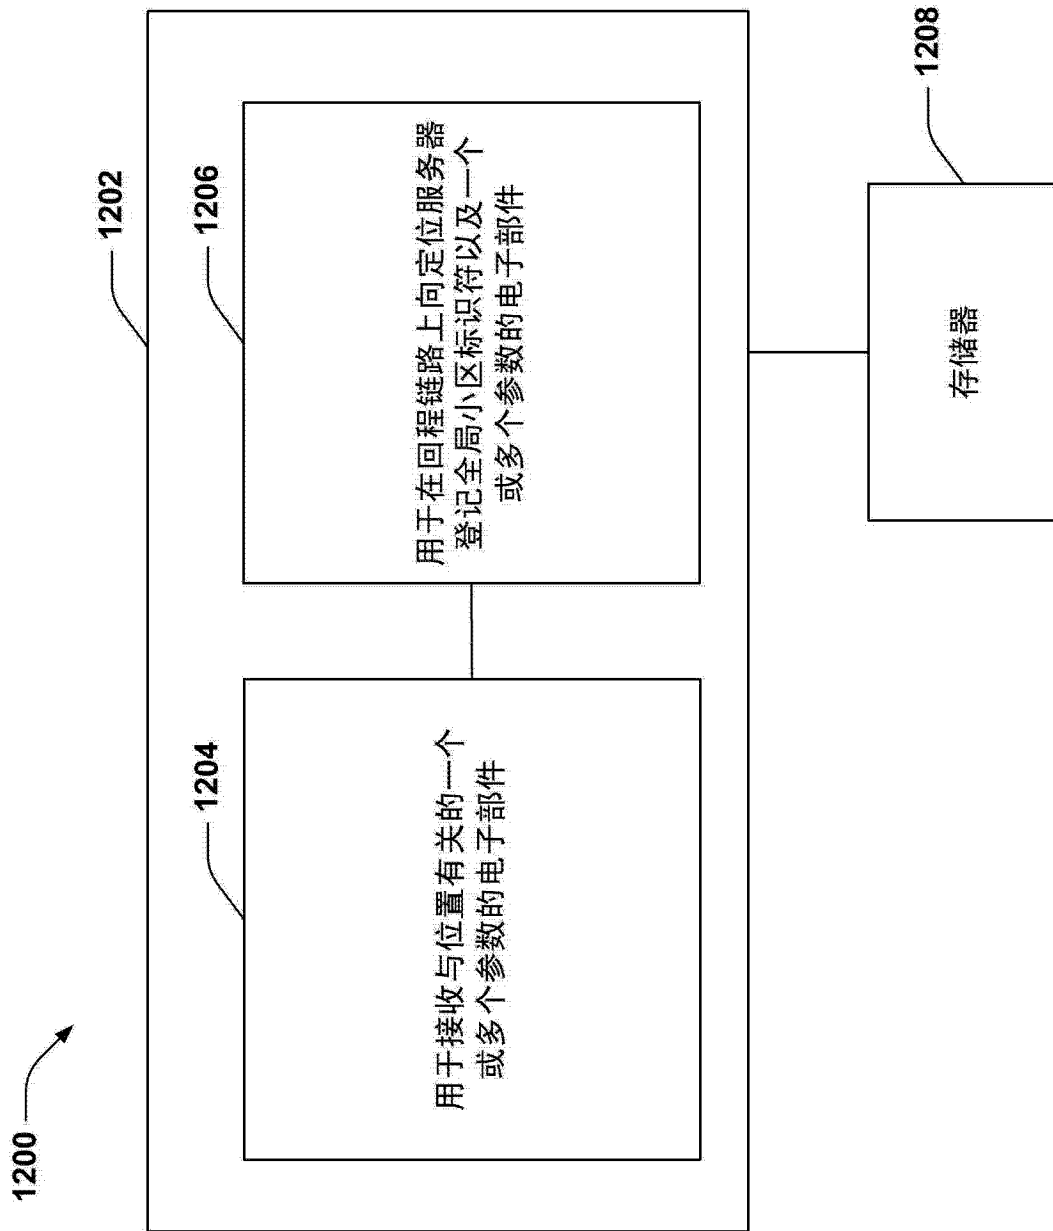 1200
1202
1204
用于接收与位置有关的一个
或多个参数的电子部件
1206
用于在回程链路上向定位服务器
登记全局小区标识符以及一个
或多个参数的电子部件
1208
存储器